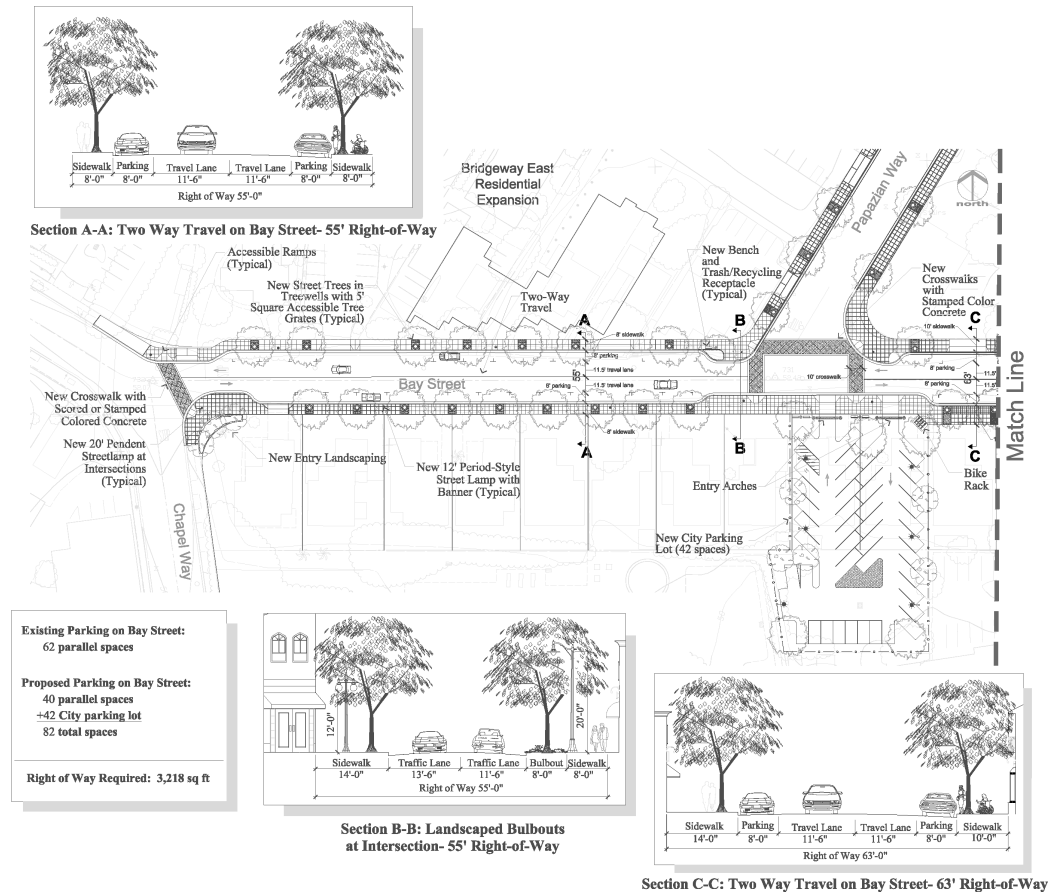 Sidewalk Parking Travel Lane Travel Lane Parking Sidewalk
8'-0" 8'-0" 11'-6" 11'-6" 8'-0" 8'-0"
Right of Way 55'-0"
Section A-A: Two Way Travel on Bay Street- 55' Right-of-Way
Bridgeway East
Residential
Expansion
Papazian Way
north
Accessible Ramps
(Typical)
New Street Trees in
Treewells with 5'
Square Accessible Tree
Grates (Typical)
Two-Way
Travel
New Bench
and
Trash/Recycling
Receptacle
(Typical)
New
Crosswalks
with
Stamped Color
Concrete
A
B
C
8' sidewalk
10' sidewalk
8' parking
11.5' travel lane
55'
8' parking
11.5' travel lane
8' sidewalk
Bay Street
10' crosswalk
8' parking
11.5'
63'
8' parking
11.5'
Match Line
New Crosswalk with
Scored or Stamped
Colored Concrete
New 20' Pendent
Streetlamp at
Intersections
(Typical)
New Entry Landscaping
New 12' Period-Style
Street Lamp with
Banner (Typical)
A
B
C
Entry Arches
Bike
Rack
New City Parking
Lot (42 spaces)
Chapel Way
Existing Parking on Bay Street:
62 parallel spaces
Proposed Parking on Bay Street:
40 parallel spaces
+42 City parking lot
82 total spaces
Right of Way Required: 3,218 sq ft
12'-0"
20'-0"
Sidewalk Traffic Lane Traffic Lane Bulbout Sidewalk
14'-0" 13'-6" 11'-6" 8'-0" 8'-0"
Right of Way 55'-0"
Section B-B: Landscaped Bulbouts
at Intersection- 55' Right-of-Way
Sidewalk Parking Travel Lane Travel Lane Parking Sidewalk
14'-0" 8'-0" 11'-6" 11'-6" 8'-0" 10'-0"
Right of Way 63'-0"
Section C-C: Two Way Travel on Bay Street- 63' Right-of-Way